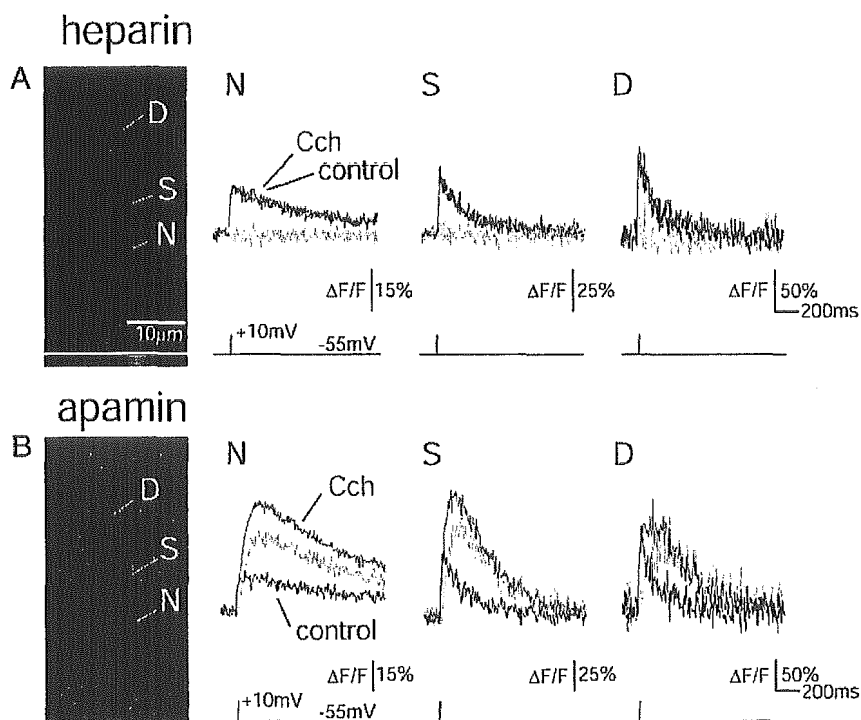 heparin
A
D
S
N
10µm
N
S
D
Cch
control
ΔF/F 15%
ΔF/F 25%
ΔF/F 50%
200ms
+10mV
-55mV
apamin
B
D
S
N
N
S
D
Cch
control
ΔF/F 15%
ΔF/F 25%
ΔF/F 50%
200ms
+10mV
-55mV